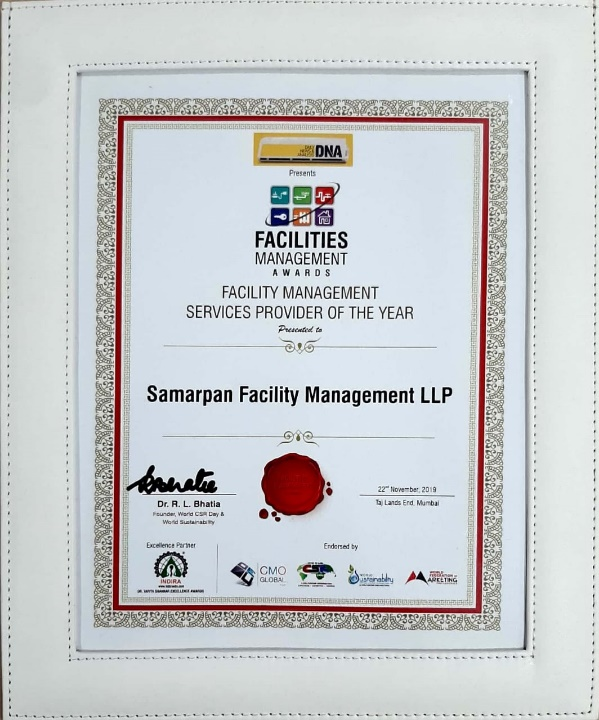 DNA
Presents
FACILITIES
MANAGEMENT
AWARDS
FACILITY MANAGEMENT
SERVICES PROVIDER OF THE YEAR
Presented to
Samarpan Facility Management LLP
22nd November, 2019
Taj Lands End, Mumbai
Dr. R. L. Bhatia
Founder, World CSR Day &
World Sustainability
Excellence Partner
INDIRA
Endorsed by
CMO
GLOBAL
Sustainability